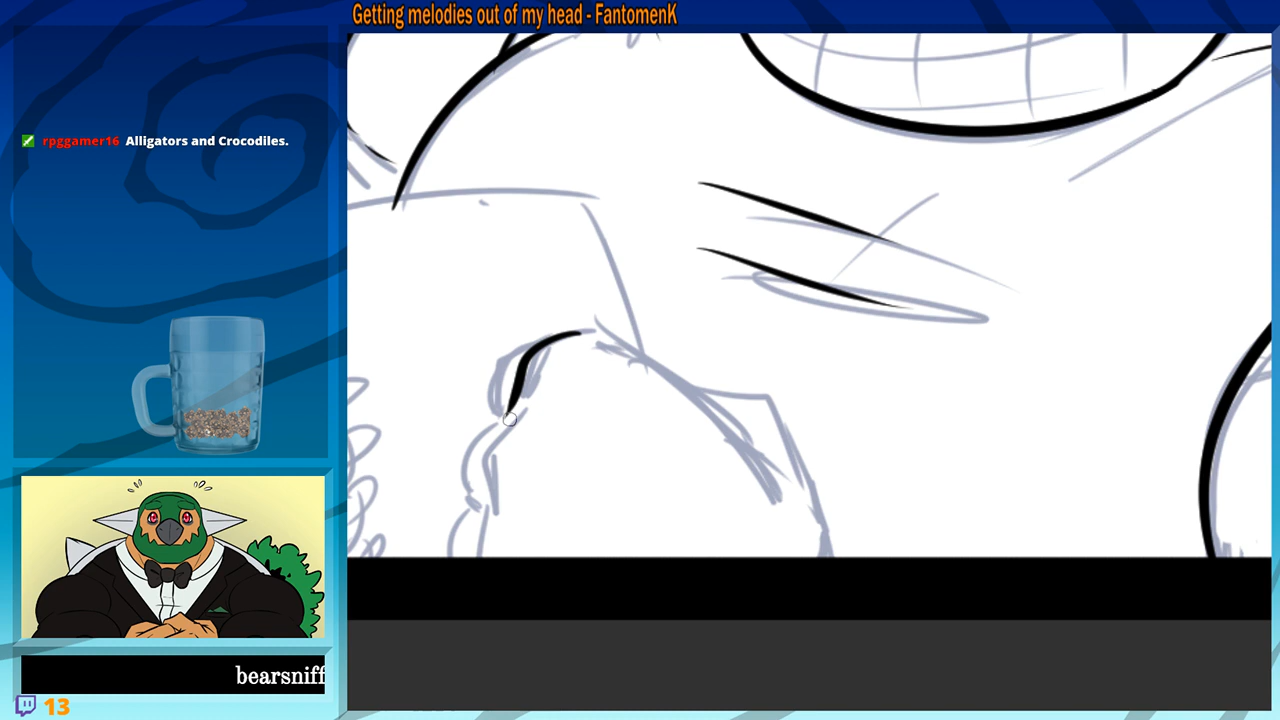 Getting melodies out of my head - FantomenK
rpggamer16 Alligators and Crocodiles.
bearsniff
13